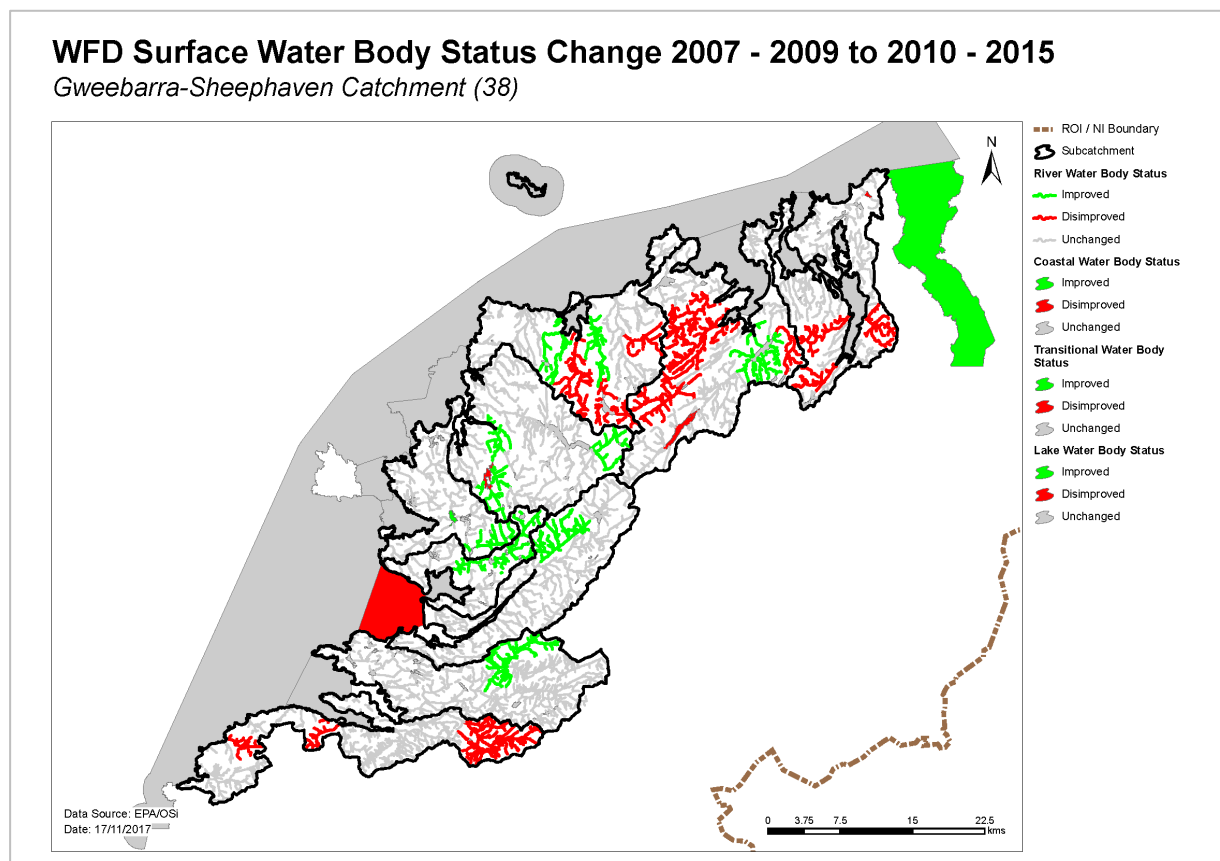 WFD Surface Water Body Status Change 2007 - 2009 to 2010 - 2015
Gweebarra-Sheephaven Catchment (38)
N
ROI / NI Boundary
Subcatchment
River Water Body Status
Improved
Disimproved
Unchanged
Coastal Water Body Status
Improved
Disimproved
Unchanged
Transitional Water Body
Status
Improved
Disimproved
Unchanged
Lake Water Body Status
Improved
Disimproved
Unchanged
Data Source: EPA/OSi
Date: 17/11/2017
0 3.75 7.5 15 22.5
kms